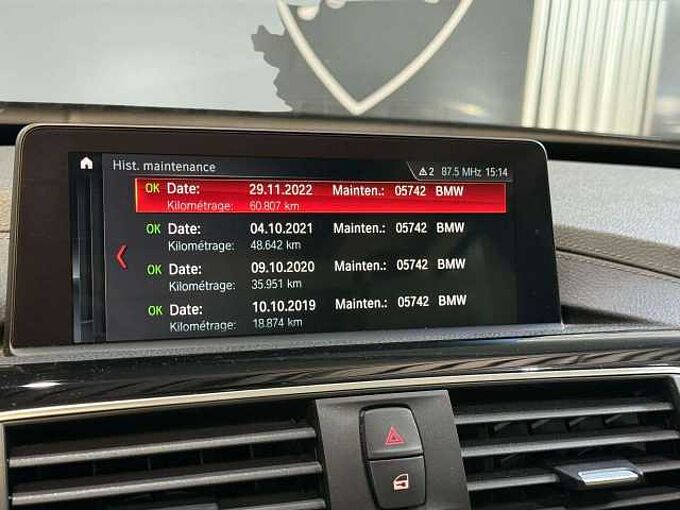 Hist. maintenance
2 87.5 MHz 15:14
OK Date: 29.11.2022 Mainten.: 05742 BMW
Kilométrage: 60.807 km
OK Date: 04.10.2021 Mainten.: 05742 BMW
Kilométrage: 48.642 km
OK Date: 09.10.2020 Mainten.: 05742 BMW
Kilométrage: 35.951 km
OK Date: 10.10.2019 Mainten.: 05742 BMW
Kilométrage: 18.874 km